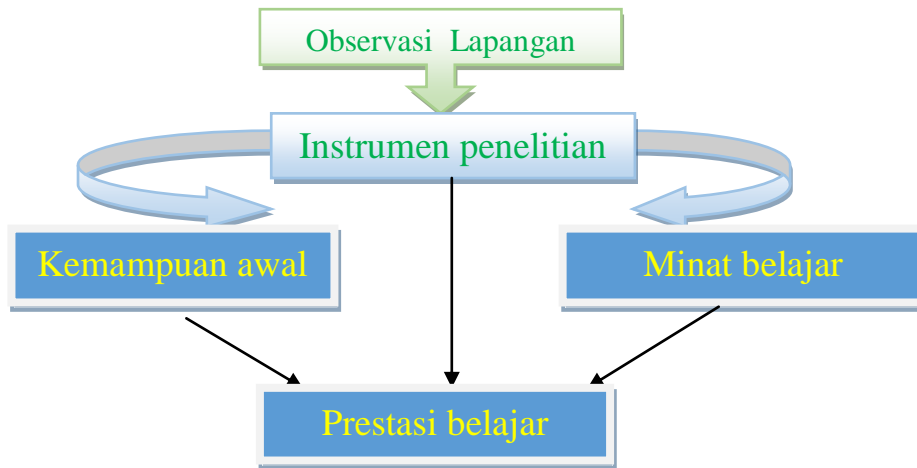 Observasi Lapangan
Instrumen penelitian
Kemampuan awal
Minat belajar
Prestasi belajar